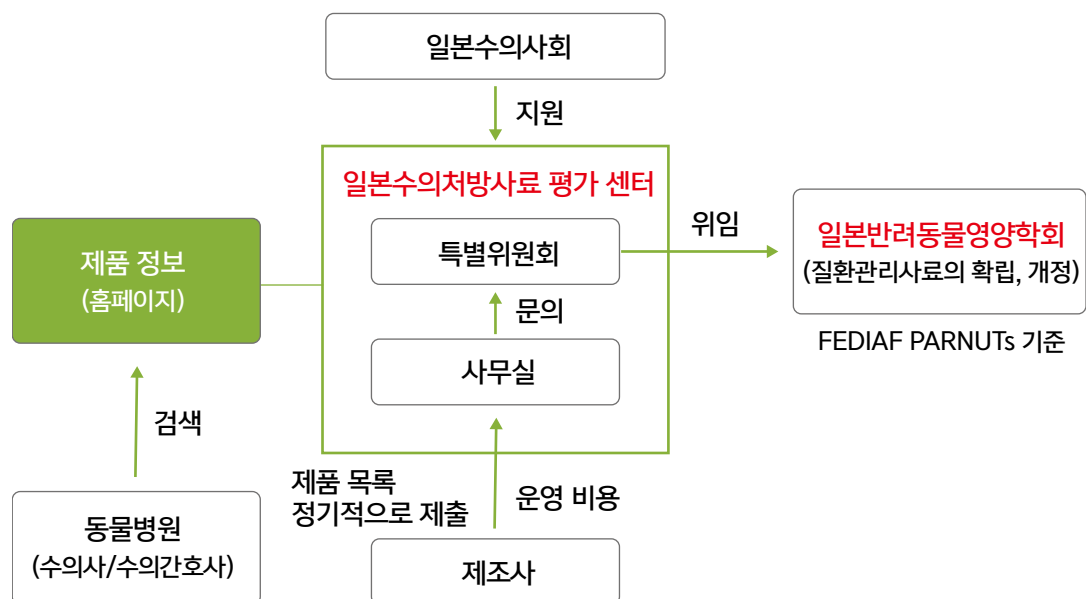 일본수의사회
지원
일본수의처방사료 평가 센터
특별위원회
문의
사무실
위임
일본반려동물영양학회
(질환관리사료의 확립, 개정)
FEDIAF PARNUTs 기준
제품 정보
(홈페이지)
검색
동물병원
(수의사/수의간호사)
제품 목록
정기적으로 제출
운영 비용
제조사